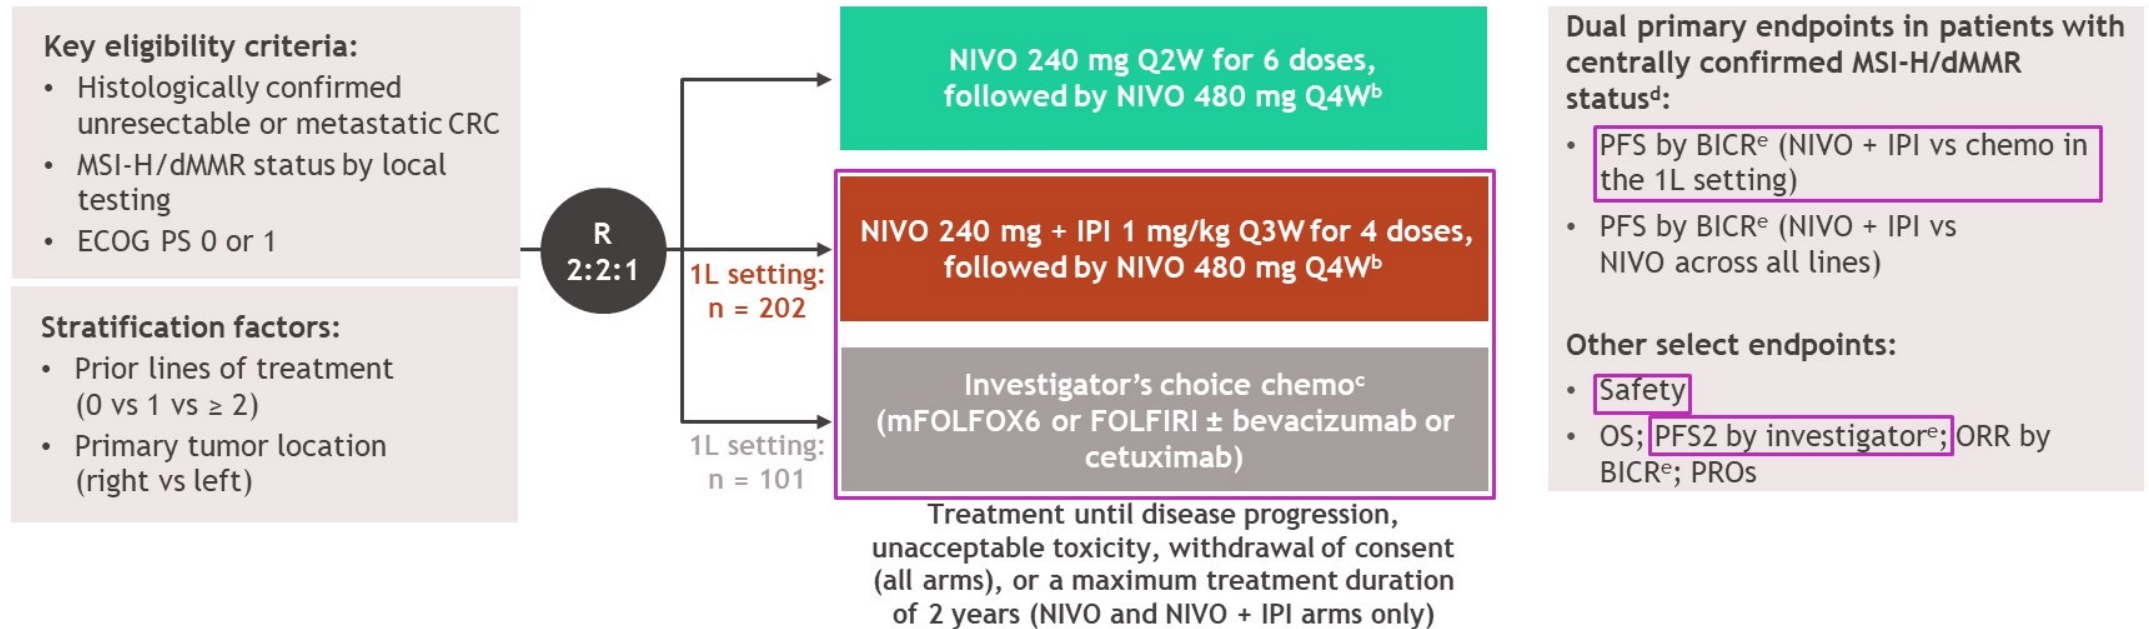 Key eligibility criteria:
• Histologically confirmed
unresectable or metastatic CRC
• MSI-H/dMMR status by local
testing
• ECOG PS 0 or 1
Stratification factors:
• Prior lines of treatment
(0 vs 1 vs ≥ 2)
• Primary tumor location
(right vs left)
R
2:2:1
1L setting:
n = 202
1L setting:
n = 101
NIVO 240 mg Q2W for 6 doses,
followed by NIVO 480 mg Q4Wᵇ
NIVO 240 mg + IPI 1 mg/kg Q3W for 4 doses,
followed by NIVO 480 mg Q4Wᵇ
Investigator’s choice chemoᶜ
(mFOLFOX6 or FOLFIRI ± bevacizumab or
cetuximab)
Treatment until disease progression,
unacceptable toxicity, withdrawal of consent
(all arms), or a maximum treatment duration
of 2 years (NIVO and NIVO + IPI arms only)
Dual primary endpoints in patients with
centrally confirmed MSI-H/dMMR
statusᵈ:
• PFS by BICRᵉ (NIVO + IPI vs chemo in
the 1L setting)
• PFS by BICRᵉ (NIVO + IPI vs
NIVO across all lines)
Other select endpoints:
• Safety
• OS; PFS2 by investigatorᵉ; ORR by
BICRᵉ; PROs